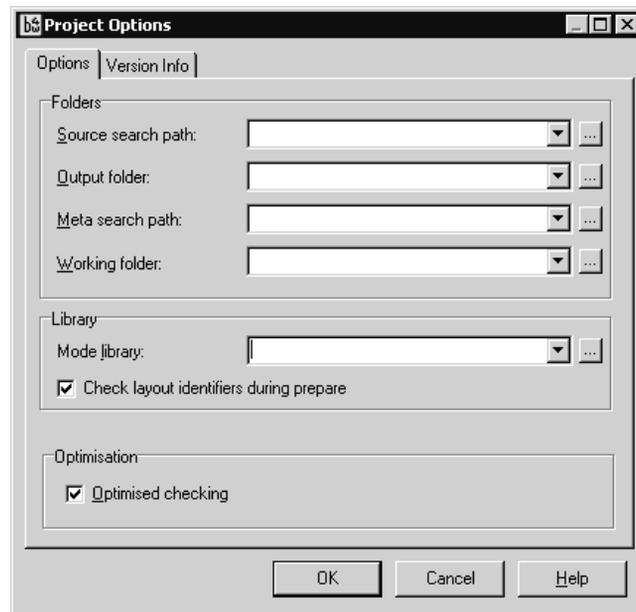 Project Options
Options Version Info
Folders
Source search path: ...
Output folder: ...
Meta search path: ...
Working folder: ...
Library
Mode library: ...
Check layout identifiers during prepare
Optimisation
Optimised checking
OK Cancel Help